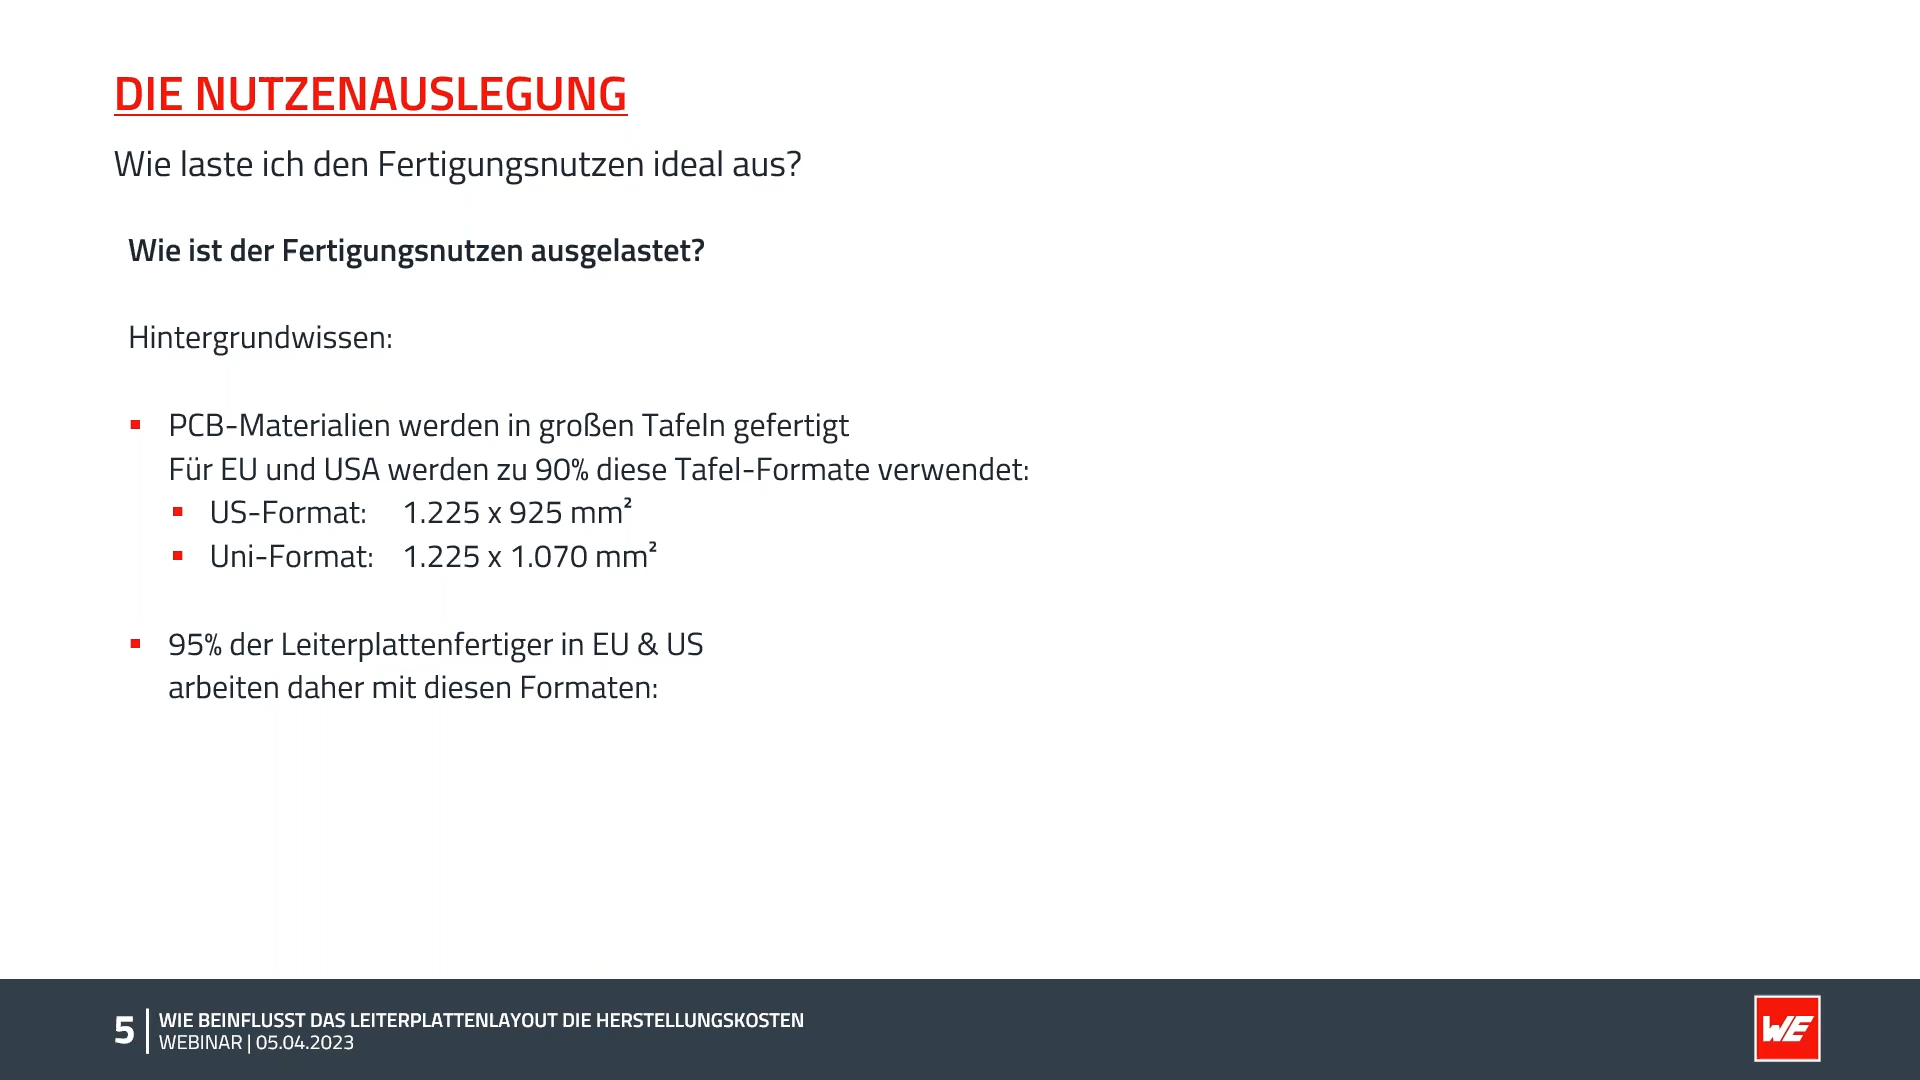 DIE NUTZENAUSLEGUNG
Wie laste ich den Fertigungsnutzen ideal aus?
Wie ist der Fertigungsnutzen ausgelastet?
Hintergrundwissen:
▪ PCB-Materialien werden in großen Tafeln gefertigt
Für EU und USA werden zu 90% diese Tafel-Formate verwendet:
▪ US-Format: 1.225 x 925 mm²
▪ Uni-Format: 1.225 x 1.070 mm²
▪ 95% der Leiterplattenfertiger in EU & US
arbeiten daher mit diesen Formaten:
5
WIE BEINFLUSST DAS LEITERPLATTENLAYOUT DIE HERSTELLUNGSKOSTEN
WEBINAR | 05.04.2023
WE